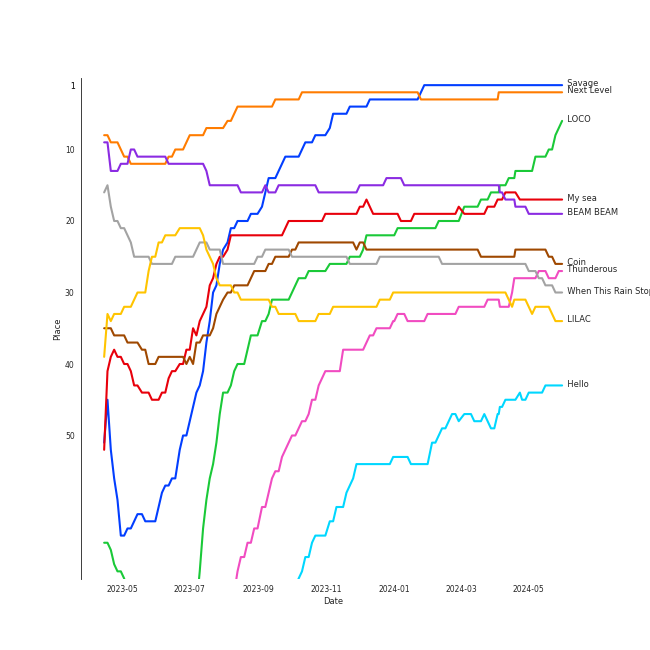 1
10
20
30
40
50
Place
2023-05
2023-07
2023-09
2023-11
2024-01
2024-03
2024-05
Date
Savage
Next Level
LOCO
My sea
BEAM BEAM
Coin
Thunderous
When This Rain Stop
LILAC
Hello